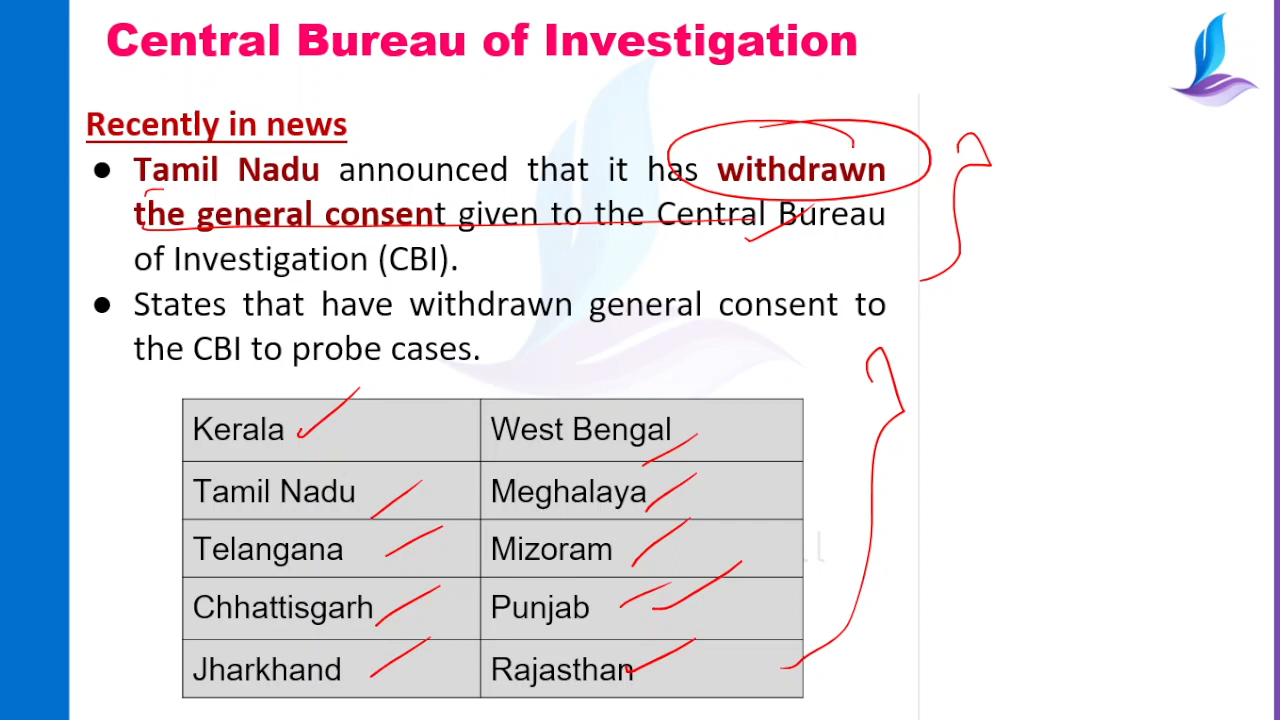 Central Bureau of Investigation
Recently in news
● Tamil Nadu announced that it has withdrawn
the general consent given to the Central Bureau
of Investigation (CBI).
● States that have withdrawn general consent to
the CBI to probe cases.
Kerala West Bengal
Tamil Nadu Meghalaya
Telangana Mizoram
Chhattisgarh Punjab
Jharkhand Rajasthan